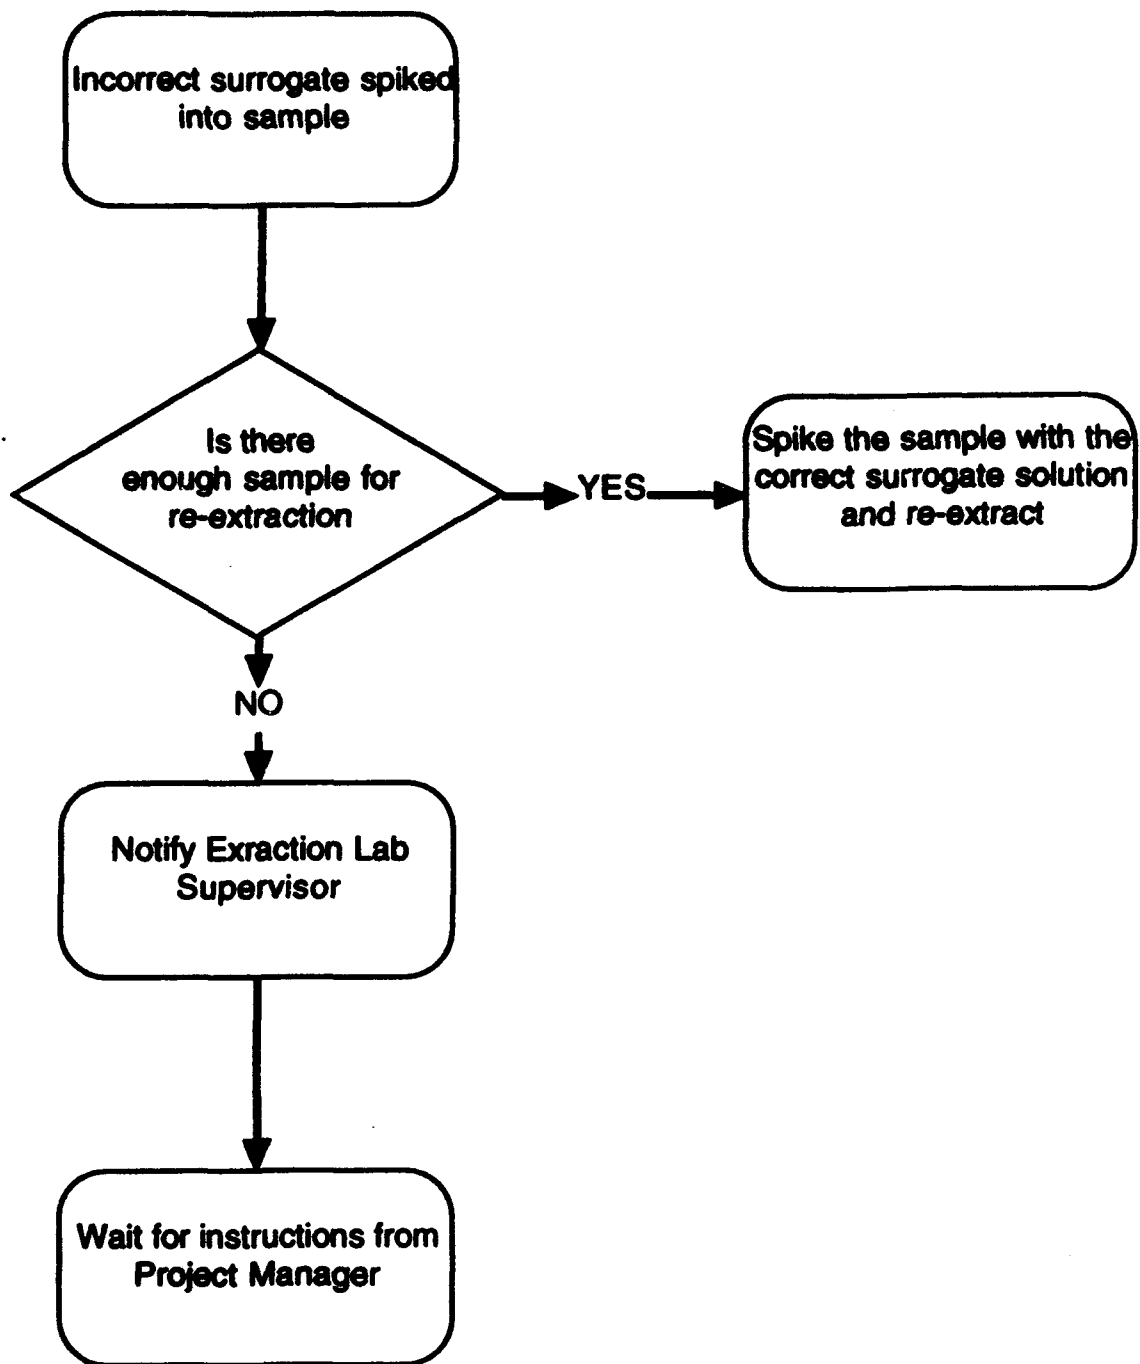 Incorrect surrogate spiked
into sample
Is there
enough sample for
re-extraction
YES
Spike the sample with the
correct surrogate solution
and re-extract
NO
Notify Exraction Lab
Supervisor
Wait for instructions from
Project Manager